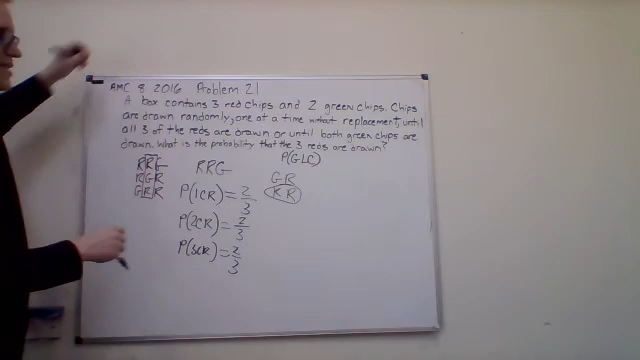 AMC 8 2016 Problem 21
A box contains 3 red chips and 2 green chips. Chips
are drawn randomly, one at a time without replacement, until
all 3 of the reds are drawn or until both green chips are
drawn. What is the probability that the 3 reds are drawn?
P(GLC)
RRG
RGR
GRR
RRG
P(1CR) = 2/3
P(2CR) = 2/3
P(3CR) = 2/3
GR
RR